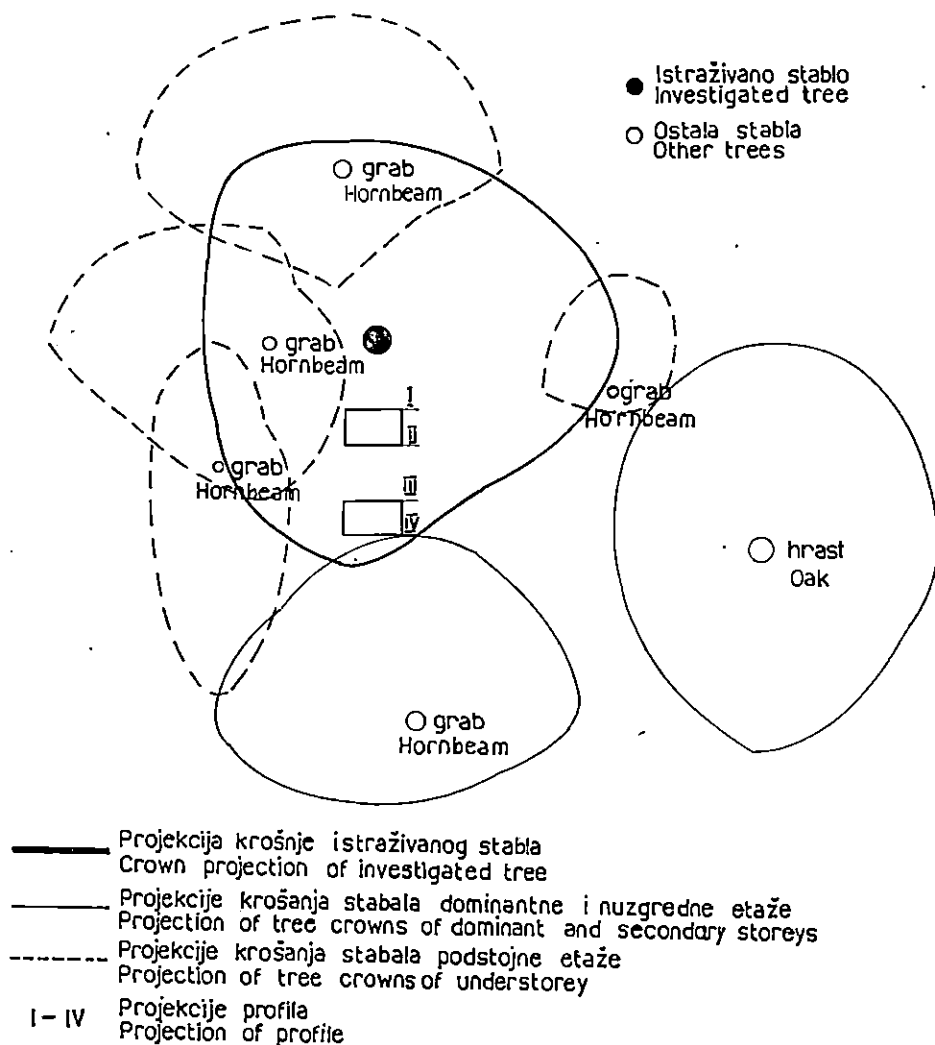 Istraživano stablo
Investigated tree
Ostala stabla
Other trees
grab
Hornbeam
grab
Hornbeam
grab
Hornbeam
I
II
grab
Hornbeam
III
IV
hrast
Oak
grab
Hornbeam
Projekcija krošnje istraživanog stabla
Crown projection of investigated tree
Projekcije krošanja stabala dominantne i nuzgredne etaže
Projection of tree crowns of dominant and secondary storeys
Projekcije krošanja stabala podstojne etaže
Projection of tree crowns of understorey
I-IV Projekcije profila
Projection of profile